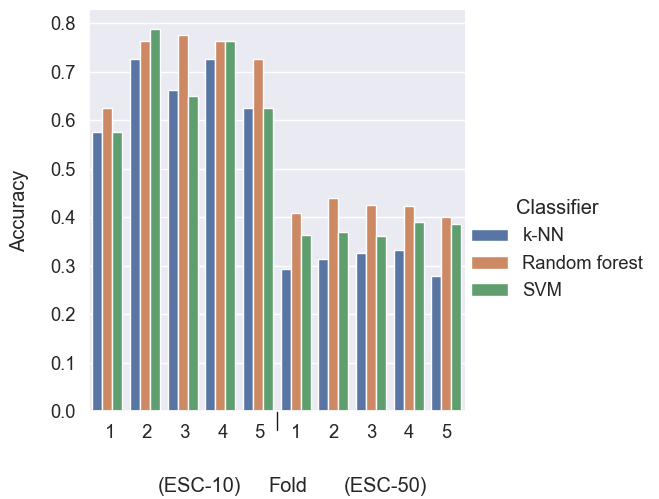 0.8
0.7
0.6
0.5
0.4
0.3
0.2
0.1
0.0
Accuracy
1 2 3 4 5 1 2 3 4 5
(ESC-10) Fold (ESC-50)
Classifier
k-NN
Random forest
SVM